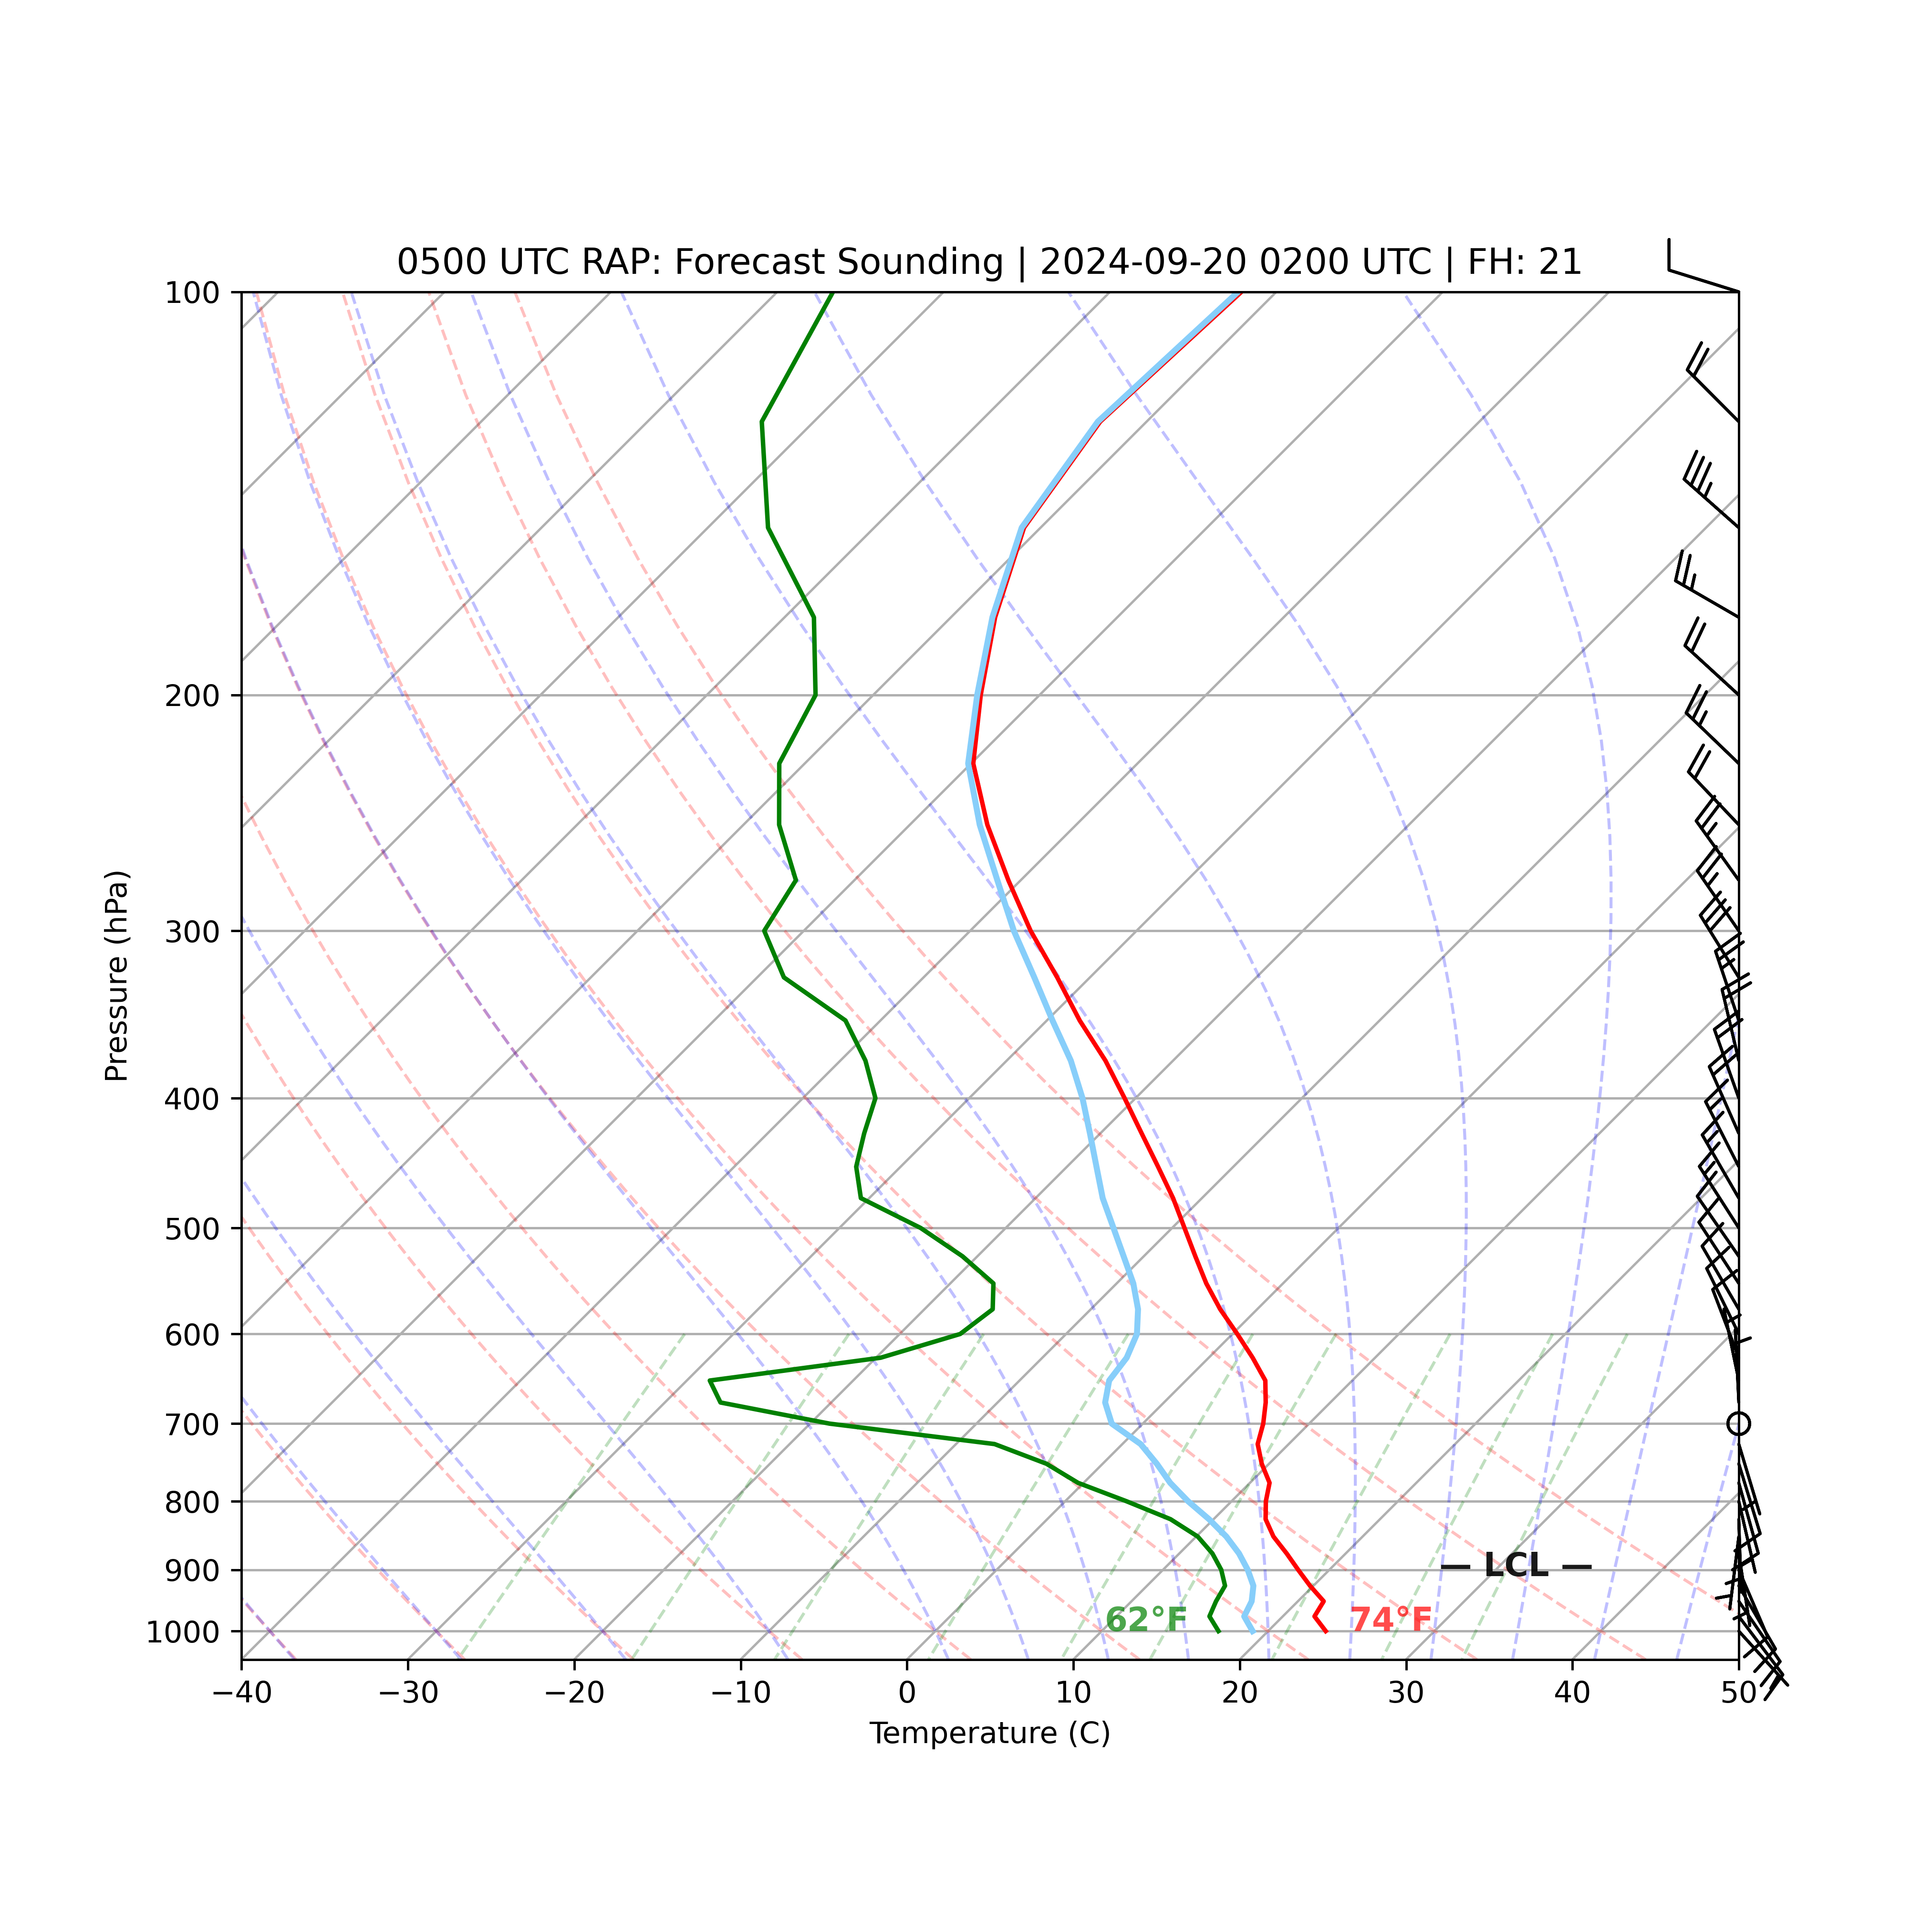 0500 UTC RAP: Forecast Sounding | 2024-09-20 0200 UTC | FH: 21
100
200
300
400
500
600
700
800
900
1000
Pressure (hPa)
— LCL —
62°F
74°F
−40 −30 −20 −10 0 10 20 30 40 50
Temperature (C)